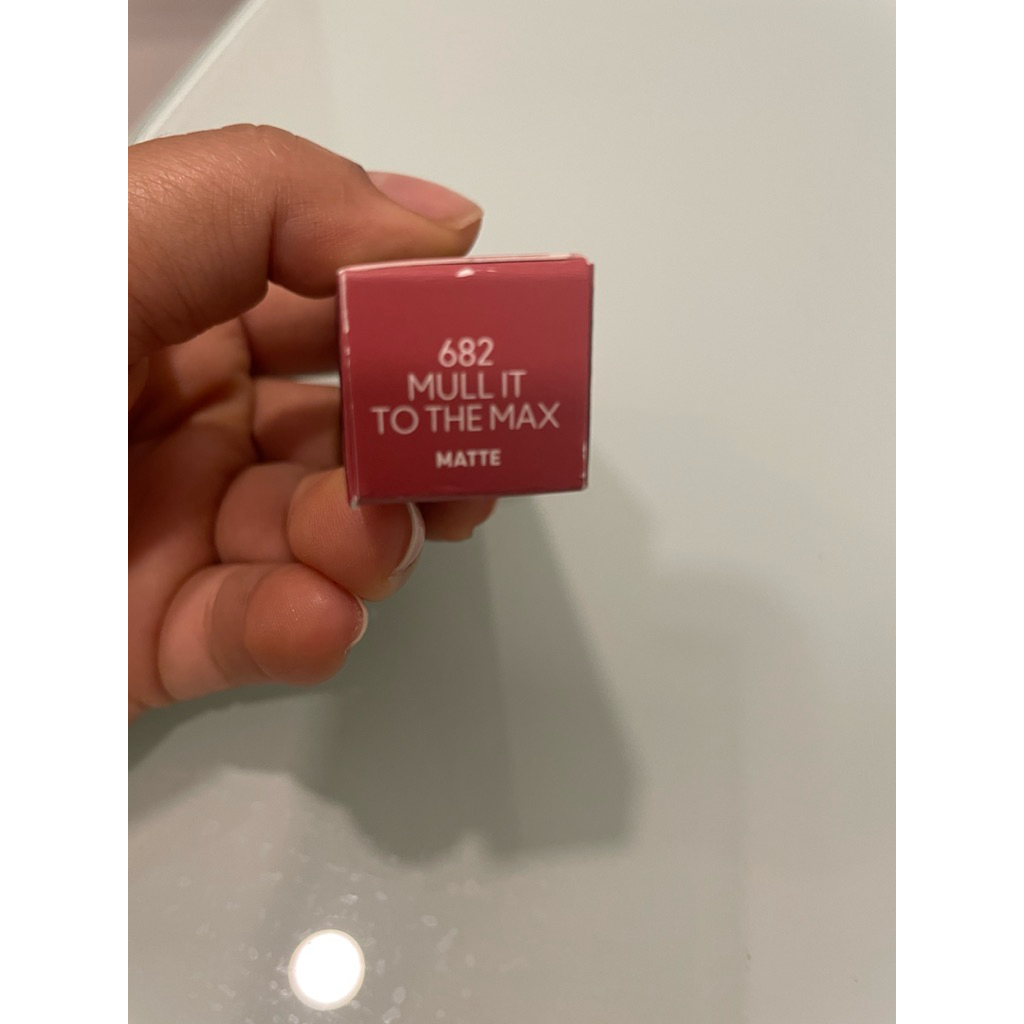 682
MULL IT
TO THE MAX
MATTE